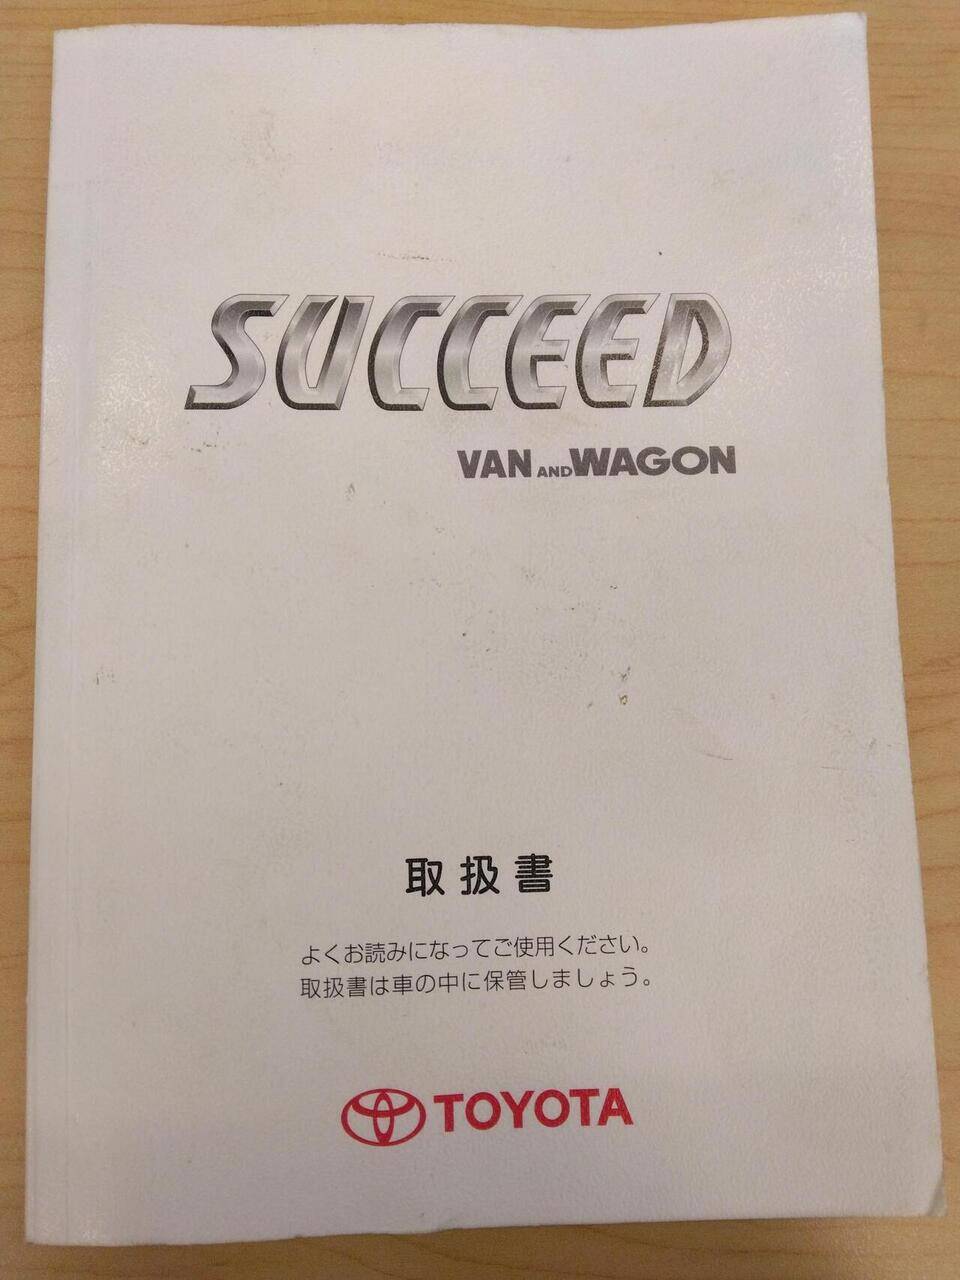 SUCCEED
VAN AND WAGON
取扱書
よくお読みになってご使用ください。
取扱書は車の中に保管しましょう。
TOYOTA